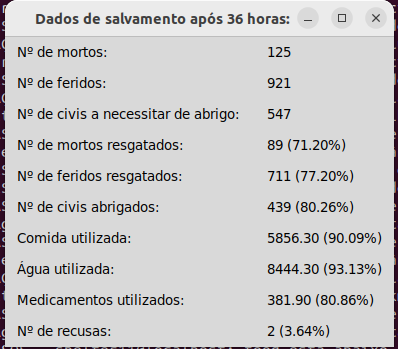 Dados de salvamento após 36 horas:
Nº de mortos: 125
Nº de feridos: 921
Nº de civis a necessitar de abrigo: 547
Nº de mortos resgatados: 89 (71.20%)
Nº de feridos resgatados: 711 (77.20%)
Nº de civis abrigados: 439 (80.26%)
Comida utilizada: 5856.30 (90.09%)
Água utilizada: 8444.30 (93.13%)
Medicamentos utilizados: 381.90 (80.86%)
Nº de recusas: 2 (3.64%)